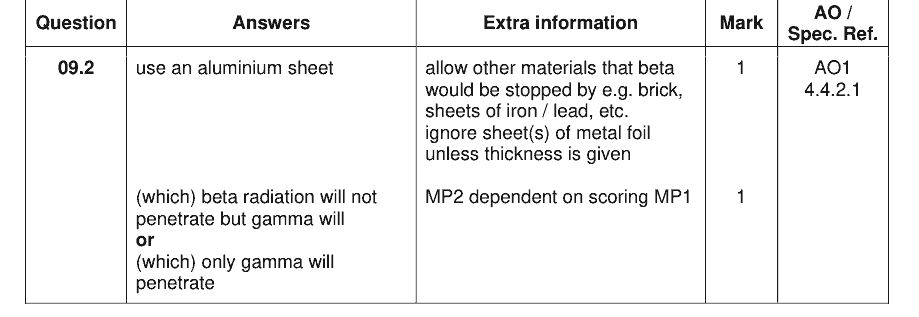 Question Answers Extra information Mark AO /
Spec. Ref.
09.2 use an aluminium sheet allow other materials that beta 1 AO1
would be stopped by e.g. brick, 4.4.2.1
sheets of iron / lead, etc.
ignore sheet(s) of metal foil
unless thickness is given
(which) beta radiation will not MP2 dependent on scoring MP1 1
penetrate but gamma will
or
(which) only gamma will
penetrate